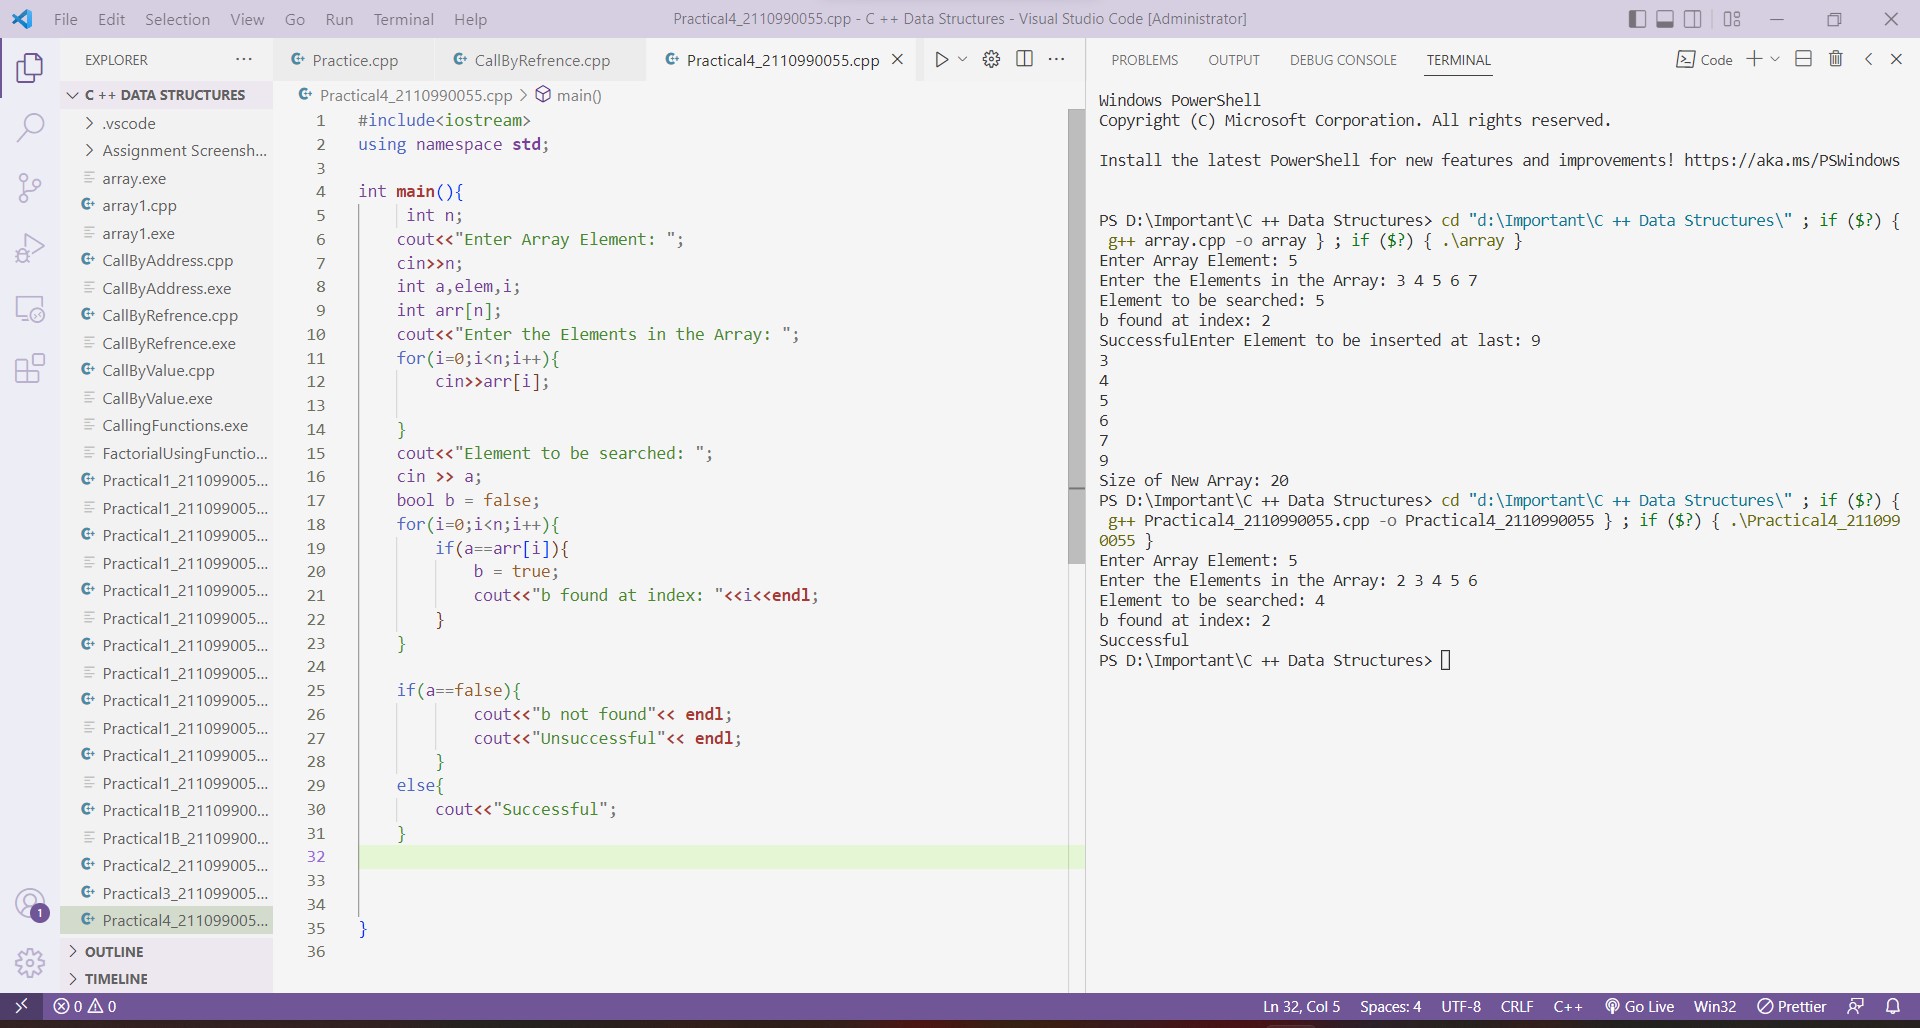 File Edit Selection View Go Run Terminal Help
Practical4_2110990055.cpp - C ++ Data Structures - Visual Studio Code [Administrator]
EXPLORER
C ++ DATA STRUCTURES
.vscode
Assignment Screensh...
array.exe
array1.cpp
array1.exe
CallByAddress.cpp
CallByAddress.exe
CallByRefrence.cpp
CallByRefrence.exe
CallByValue.cpp
CallByValue.exe
CallingFunctions.exe
FactorialUsingFunctio...
Practical1_211099005...
Practical1_211099005...
Practical1_211099005...
Practical1_211099005...
Practical1_211099005...
Practical1_211099005...
Practical1_211099005...
Practical1_211099005...
Practical1_211099005...
Practical1_211099005...
Practical1_211099005...
Practical1_211099005...
Practical1B_21109900...
Practical1B_21109900...
Practical2_211099005...
Practical3_211099005...
Practical4_211099005...
OUTLINE
TIMELINE
1
Practice.cpp CallByRefrence.cpp Practical4_2110990055.cpp
Practical4_2110990055.cpp > main()
1 #include<iostream>
2 using namespace std;
3
4 int main(){
5 int n;
6 cout<<"Enter Array Element: ";
7 cin>>n;
8 int a,elem,i;
9 int arr[n];
10 cout<<"Enter the Elements in the Array: ";
11 for(i=0;i<n;i++){
12 cin>>arr[i];
13
14 }
15 cout<<"Element to be searched: ";
16 cin >> a;
17 bool b = false;
18 for(i=0;i<n;i++){
19 if(a==arr[i]){
20 b = true;
21 cout<<"b found at index: "<<i<<endl;
22 }
23 }
24
25 if(a==false){
26 cout<<"b not found"<< endl;
27 cout<<"Unsuccessful"<< endl;
28 }
29 else{
30 cout<<"Successful";
31 }
32
33
34
35 }
36
PROBLEMS OUTPUT DEBUG CONSOLE TERMINAL
Code
Windows PowerShell
Copyright (C) Microsoft Corporation. All rights reserved.
Install the latest PowerShell for new features and improvements! https://aka.ms/PSWindows
PS D:\Important\C ++ Data Structures> cd "d:\Important\C ++ Data Structures\" ; if ($?) {
g++ array.cpp -o array } ; if ($?) { .\array }
Enter Array Element: 5
Enter the Elements in the Array: 3 4 5 6 7
Element to be searched: 5
b found at index: 2
SuccessfulEnter Element to be inserted at last: 9
3
4
5
6
7
9
Size of New Array: 20
PS D:\Important\C ++ Data Structures> cd "d:\Important\C ++ Data Structures\" ; if ($?) {
g++ Practical4_2110990055.cpp -o Practical4_2110990055 } ; if ($?) { .\Practical4_211099
0055 }
Enter Array Element: 5
Enter the Elements in the Array: 2 3 4 5 6
Element to be searched: 4
b found at index: 2
Successful
PS D:\Important\C ++ Data Structures>
0 0
Ln 32, Col 5 Spaces: 4 UTF-8 CRLF C++ Go Live Win32 Prettier